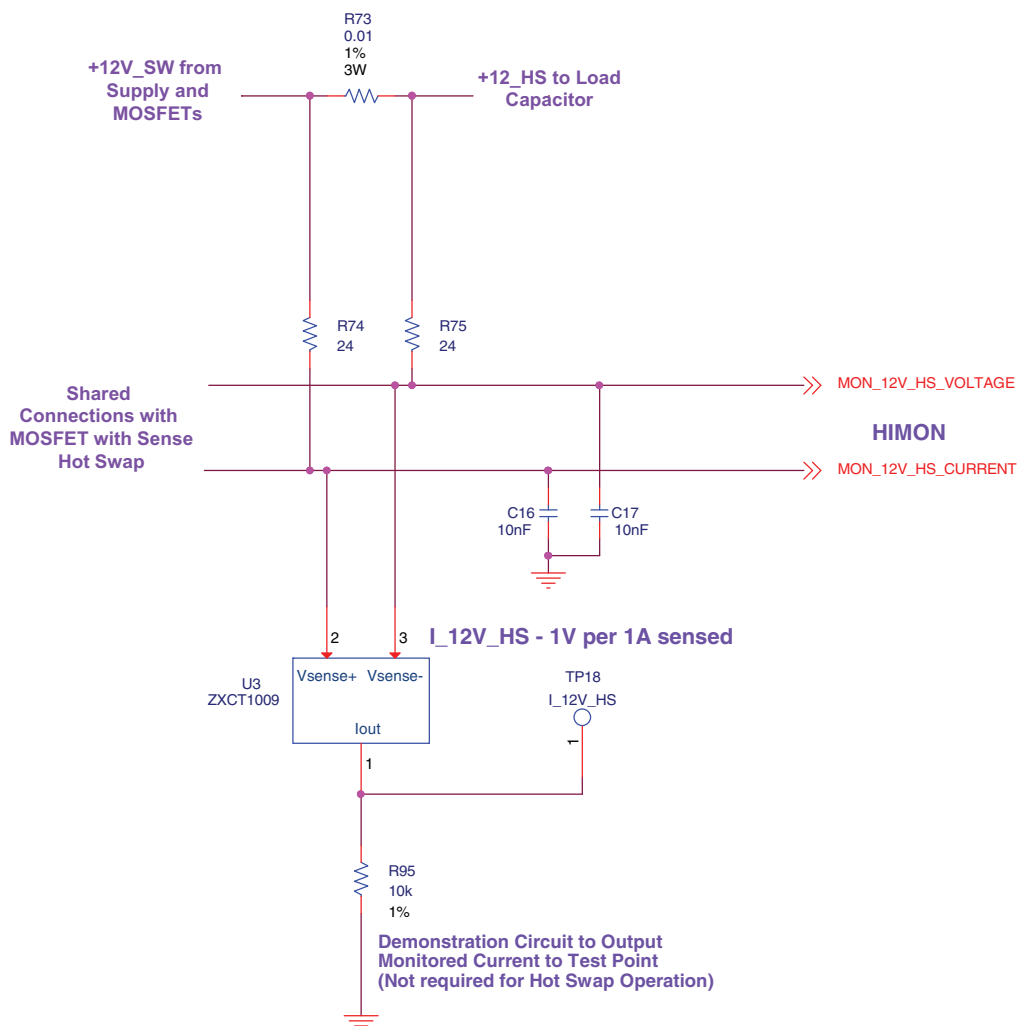 R73
0.01
1%
3W
+12V_SW from
Supply and
MOSFETs
+12_HS to Load
Capacitor
R74
24
R75
24
MON_12V_HS_VOLTAGE
Shared
Connections with
MOSFET with Sense
Hot Swap
HIMON
MON_12V_HS_CURRENT
C16
10nF
C17
10nF
2
3
I_12V_HS - 1V per 1A sensed
U3
ZXCT1009
Vsense+
Vsense-
Iout
TP18
I_12V_HS
1
1
R95
10k
1%
Demonstration Circuit to Output
Monitored Current to Test Point
(Not required for Hot Swap Operation)